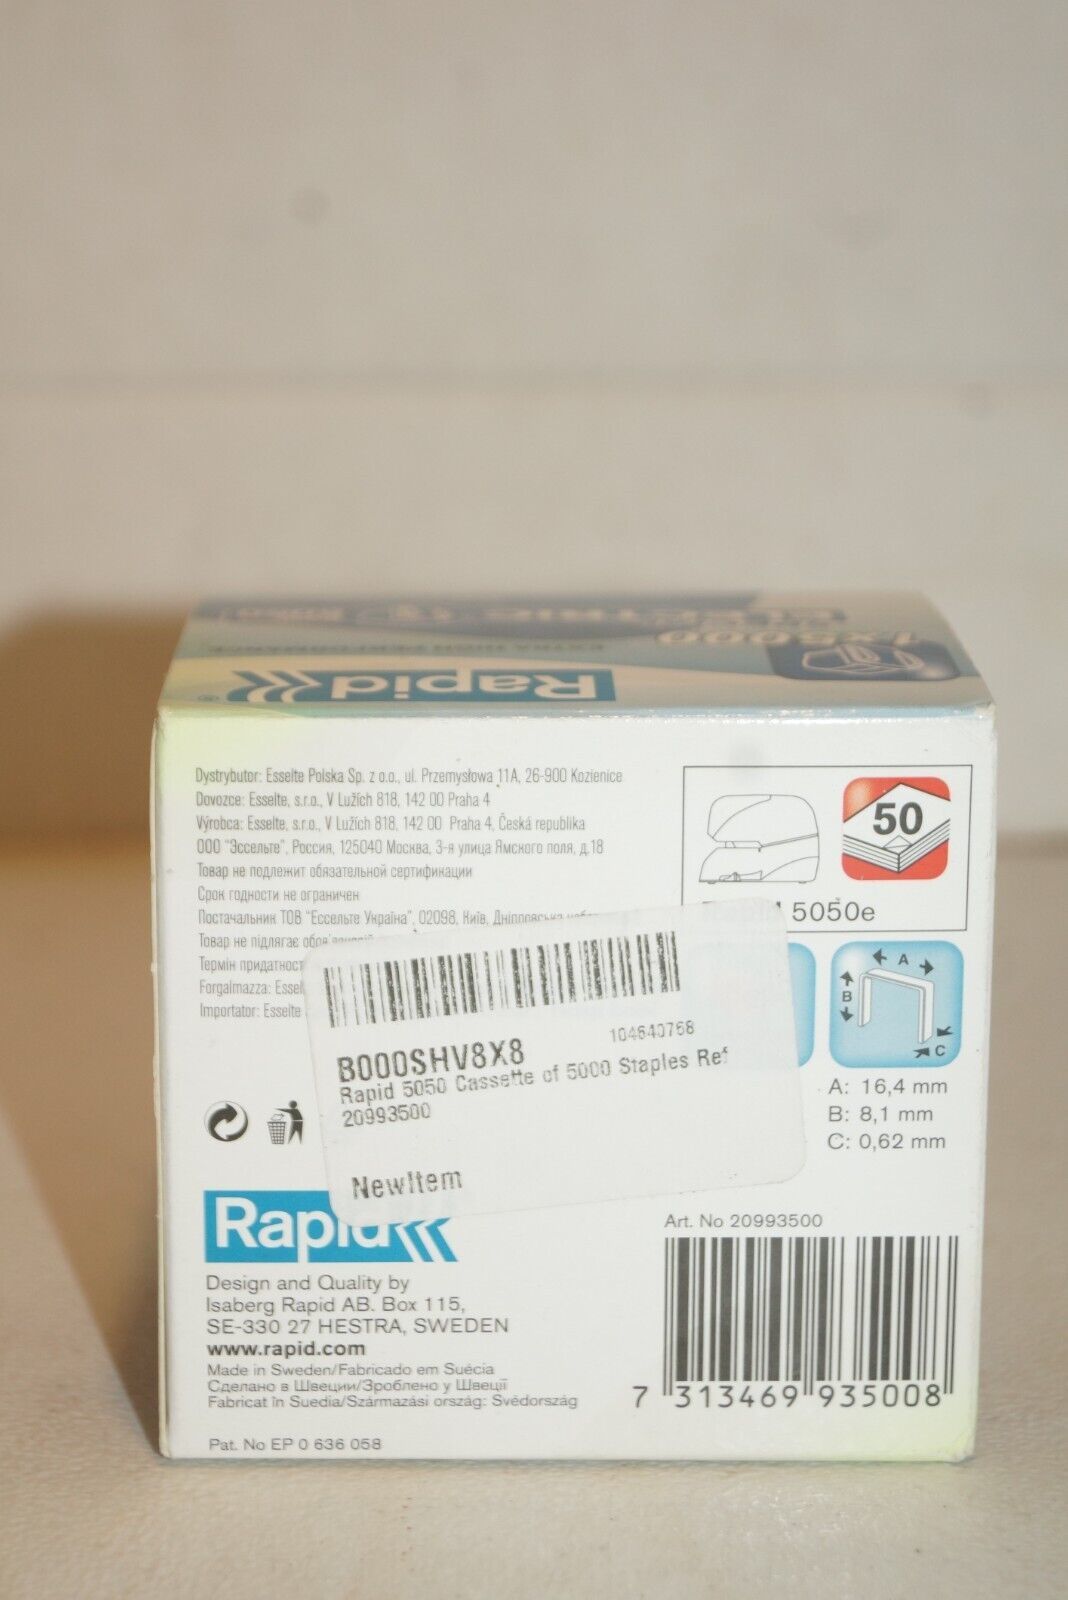 1x5000
ELECTRIC
EXTRA HIGH PERFORMANCE
Rapid
Dystrybutor: Esselte Polska Sp. z o.o., ul. Przemysłowa 11A, 26-900 Kozienice
Dovozce: Esselte, s.r.o., V Lužích 818, 142 00 Praha 4
Výrobca: Esselte, s.r.o., V Lužích 818, 142 00 Praha 4, Česká republika
ООО "Эссельте", Россия, 125040 Москва, 3-я улица Ямского поля, д.18
Товар не подлежит обязательной сертификации
Срок годности не ограничен
Постачальник ТОВ "Ессельте Україна", 02098, Київ, Дніпровська
Товар не підлягає
Термін
Forgalmazza:
Importator: Esselte
50
5050e
A
B
C
A: 16,4 mm
B: 8,1 mm
C: 0,62 mm
104640768
B000SHV8X8
Rapid 5050 Cassette of 5000 Staples Ref
20993500
NewItem
Rapid
Design and Quality by
Isaberg Rapid AB. Box 115,
SE-330 27 HESTRA, SWEDEN
www.rapid.com
Made in Sweden/Fabricado em Suécia
Сделано в Швеции/Зроблено у Швеції
Fabricat în Suedia/Származási ország: Svédország
Pat. No EP 0 636 058
Art. No 20993500
7 313469 935008